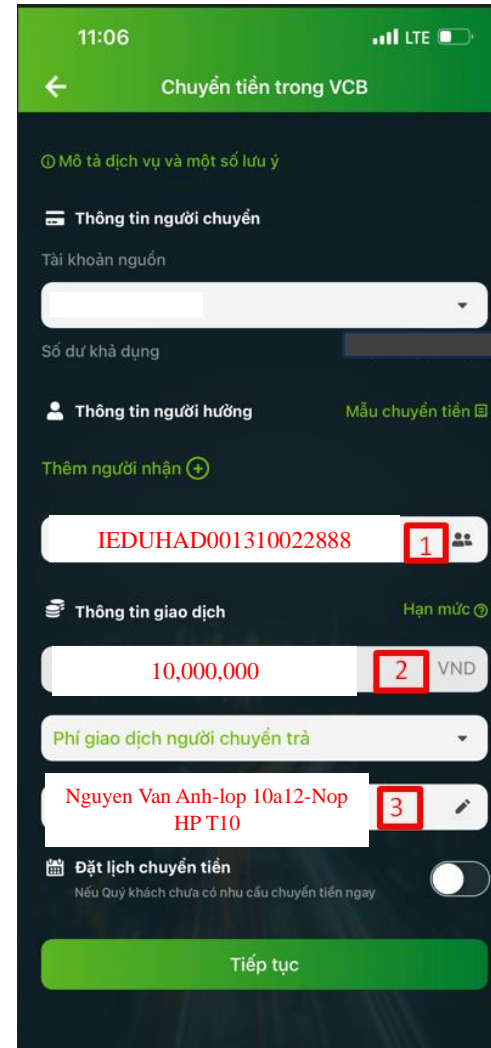 11:06 LTE
Chuyển tiền trong VCB
Mô tả dịch vụ và một số lưu ý
Thông tin người chuyển
Tài khoản nguồn
Số dư khả dụng
Thông tin người hưởng Mẫu chuyển tiền
Thêm người nhận
IEDUHAD001310022888 1
Thông tin giao dịch Hạn mức
10,000,000 2 VND
Phí giao dịch người chuyển trả
Nguyen Van Anh-lop 10a12-Nop
HP T10 3
Đặt lịch chuyển tiền
Nếu Quý khách chưa có nhu cầu chuyển tiền ngay
Tiếp tục